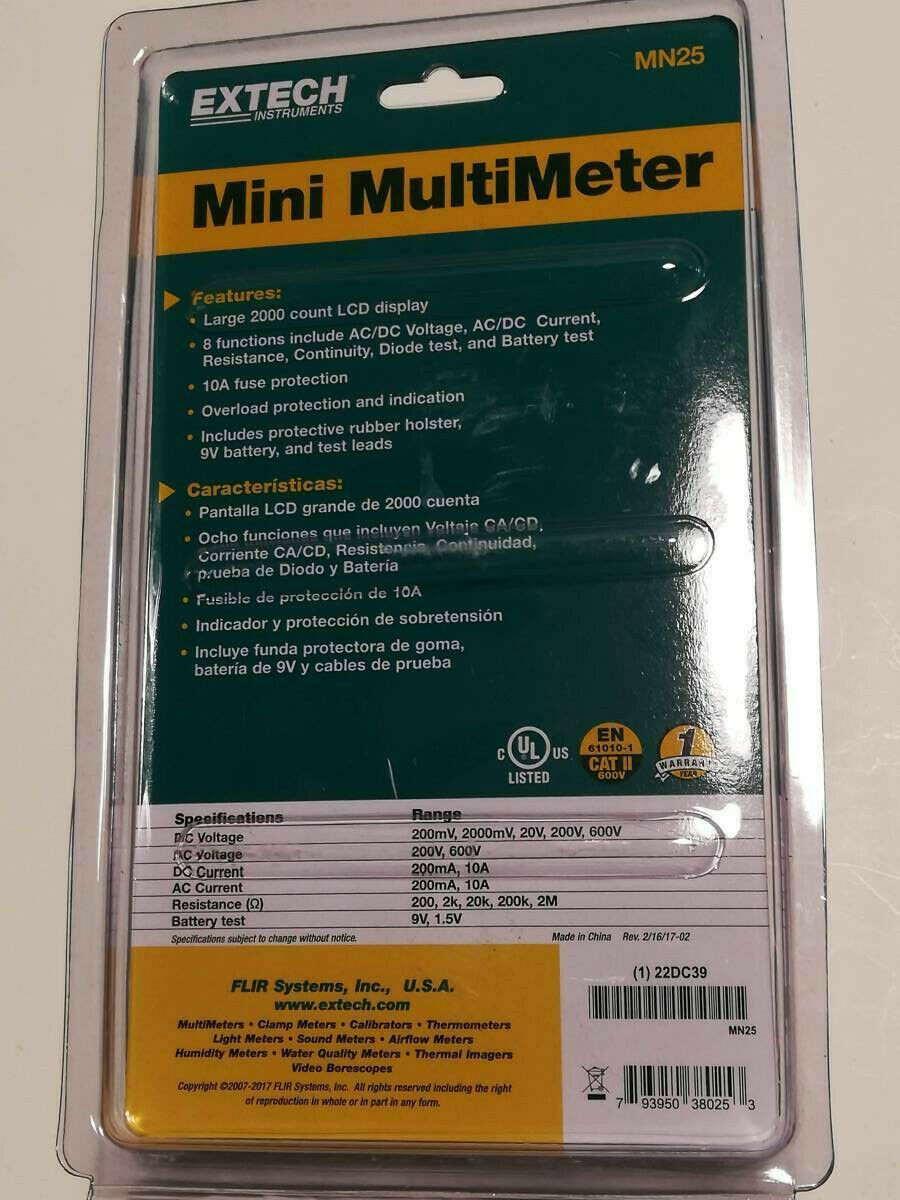 MN25
EXTECH
INSTRUMENTS
Mini MultiMeter
Features:
• Large 2000 count LCD display
• 8 functions include AC/DC Voltage, AC/DC Current,
Resistance, Continuity, Diode test, and Battery test
• 10A fuse protection
• Overload protection and indication
• Includes protective rubber holster,
9V battery, and test leads
Características:
• Pantalla LCD grande de 2000 cuenta
• Ocho funciones que incluyen Voltaje CA/CD,
Corriente CA/CD, Resistencia, Continuidad,
prueba de Diodo y Batería
• Fusible de protección de 10A
• Indicador y protección de sobretensión
• Incluye funda protectora de goma,
batería de 9V y cables de prueba
C UL US
LISTED
EN
61010-1
CAT II
600V
1
WARRANTY
YEAR
Specifications Range
DC Voltage 200mV, 2000mV, 20V, 200V, 600V
AC Voltage 200V, 600V
DC Current 200mA, 10A
AC Current 200mA, 10A
Resistance (Ω) 200, 2k, 20k, 200k, 2M
Battery test 9V, 1.5V
Specifications subject to change without notice. Made in China Rev. 2/16/17-02
FLIR Systems, Inc., U.S.A.
www.extech.com
MultiMeters • Clamp Meters • Calibrators • Thermometers
Light Meters • Sound Meters • Airflow Meters
Humidity Meters • Water Quality Meters • Thermal Imagers
Video Borescopes
Copyright ©2007-2017 FLIR Systems, Inc. All rights reserved including the right
of reproduction in whole or in part in any form.
(1) 22DC39
MN25
7 93950 38025 3